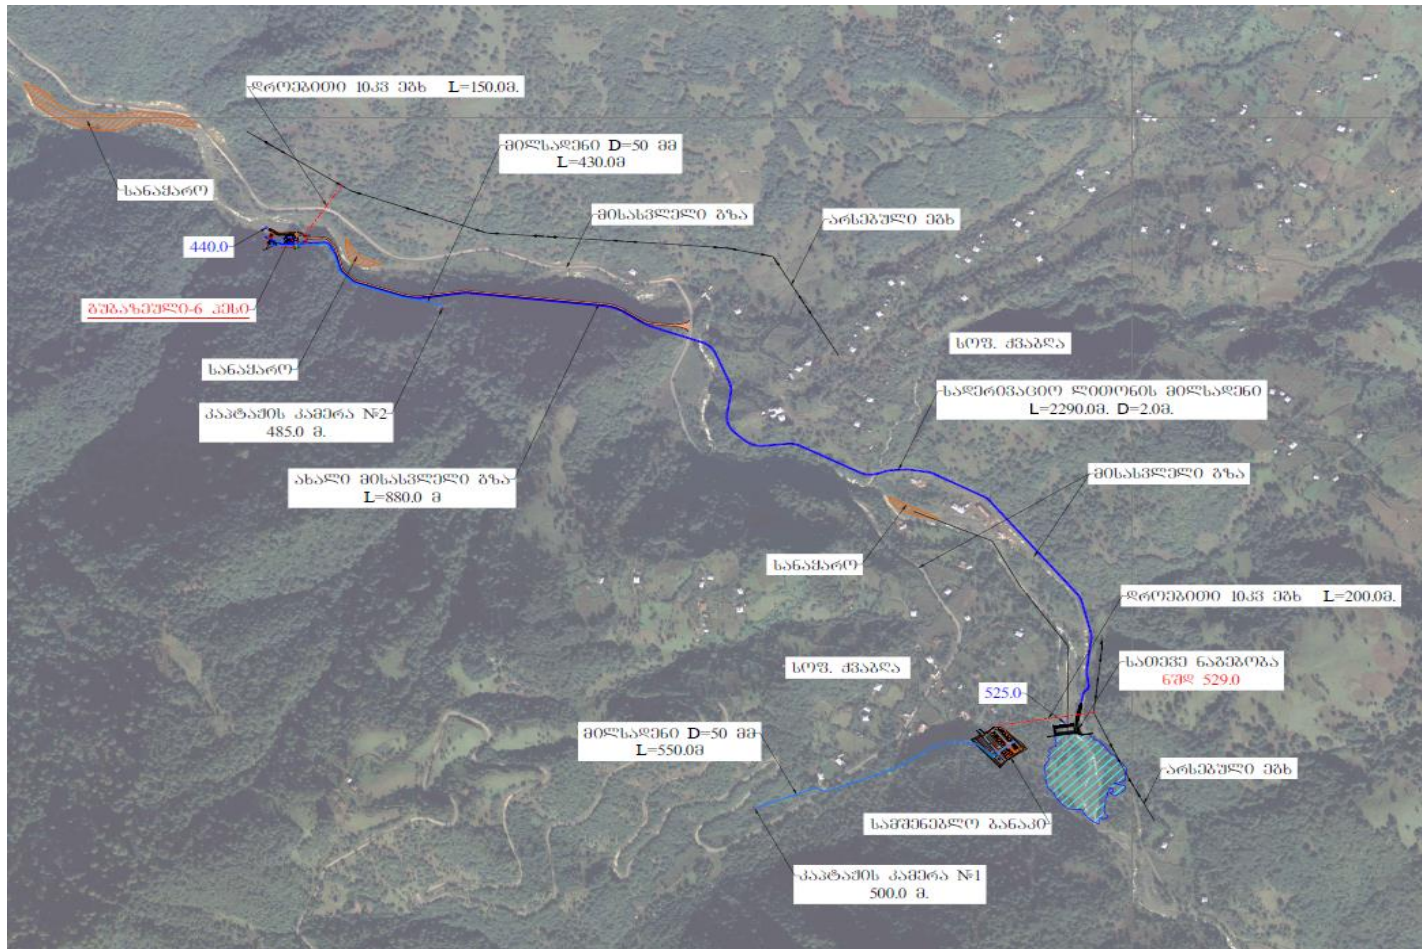 დროებითი 10კვ ეგხ L=150.0მ.
მილსადენი D=50 მმ
L=430.0მ
სანაყარო
მისასვლელი გზა
არსებული ეგხ
440.0
გუბაზეული-6 ჰესი
სოფ. ქვაბღა
სანაყარო
სადერივაციო ლითონის მილსადენი
L=2290.0მ. D=2.0მ.
კაპტაჟის კამერა №2
485.0 მ.
ახალი მისასვლელი გზა
L=880.0 მ
მისასვლელი გზა
სანაყარო
დროებითი 10კვ ეგხ L=200.0მ.
სოფ. ქვაბღა
სათავე ნაგებობა
ნშდ 529.0
525.0
მილსადენი D=50 მმ
L=550.0მ
არსებული ეგხ
სამშენებლო ბანაკი
კაპტაჟის კამერა №1
500.0 მ.